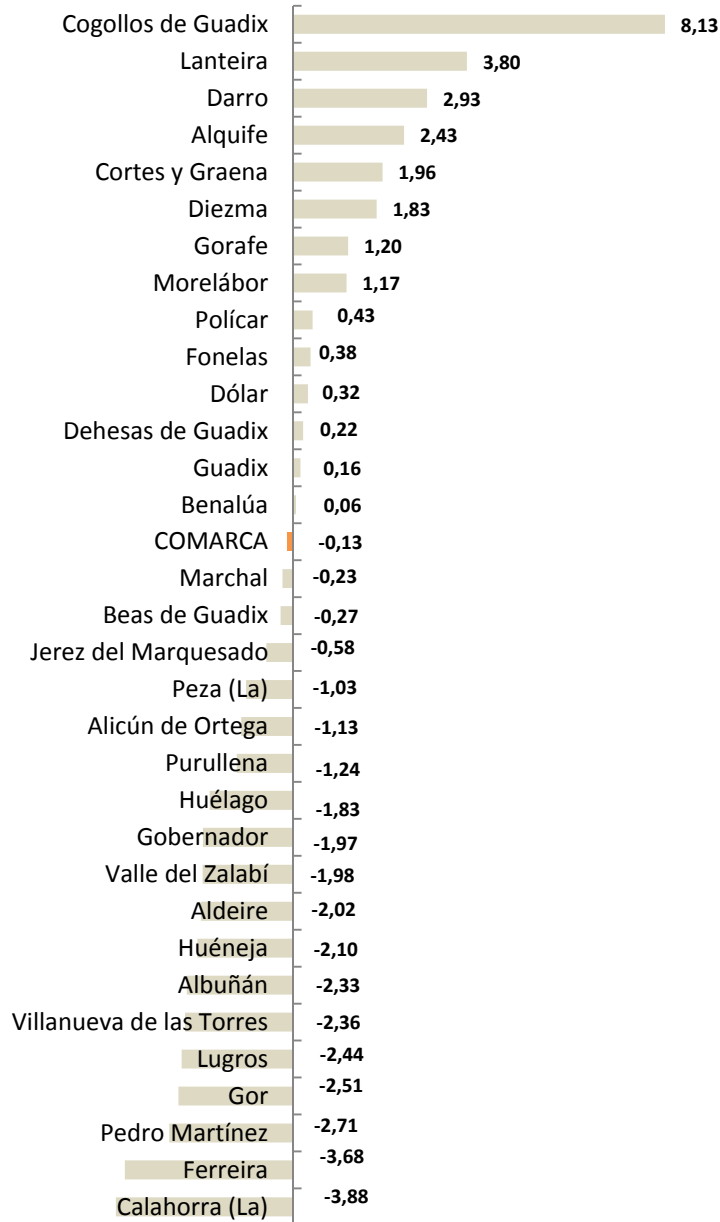 Cogollos de Guadix 8,13
Lanteira 3,80
Darro 2,93
Alquife 2,43
Cortes y Graena 1,96
Diezma 1,83
Gorafe 1,20
Morelábor 1,17
Polícar 0,43
Fonelas 0,38
Dólar 0,32
Dehesas de Guadix 0,22
Guadix 0,16
Benalúa 0,06
COMARCA -0,13
Marchal -0,23
Beas de Guadix -0,27
Jerez del Marquesado -0,58
Peza (La) -1,03
Alicún de Ortega -1,13
Purullena -1,24
Huélago -1,83
Gobernador -1,97
Valle del Zalabí -1,98
Aldeire -2,02
Huéneja -2,10
Albuñán -2,33
Villanueva de las Torres -2,36
Lugros -2,44
Gor -2,51
Pedro Martínez -2,71
Ferreira -3,68
Calahorra (La) -3,88